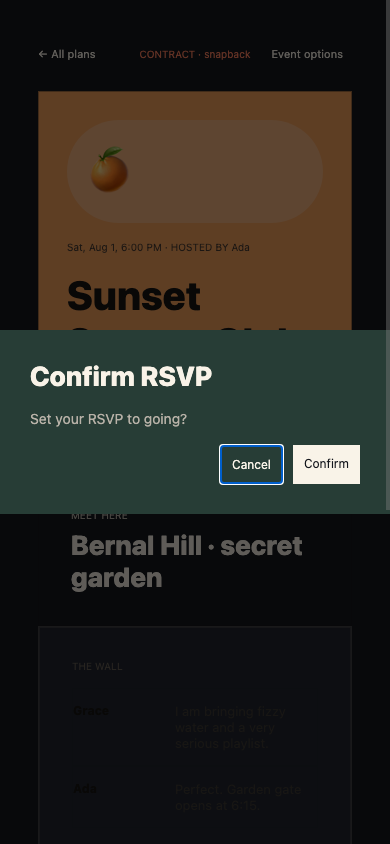 ← All plans
CONTRACT · snapback
Event options
Sat, Aug 1, 6:00 PM · HOSTED BY Ada
Sunset
Confirm RSVP
Set your RSVP to going?
Cancel
Confirm
MEET HERE
Bernal Hill · secret
garden
THE WALL
Grace
I am bringing fizzy
water and a very
serious playlist.
Ada
Perfect. Garden gate
opens at 6:15.